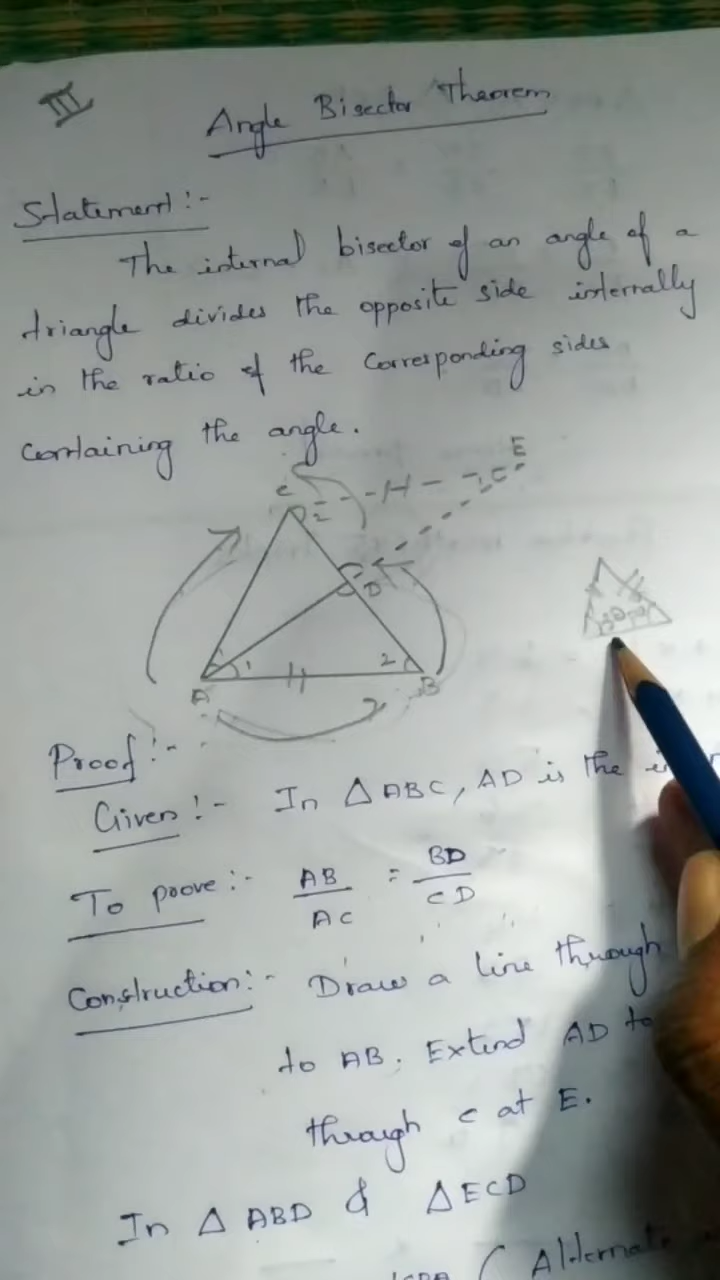 III
Angle Bisector Theorem
Statement :-
The internal bisector of an angle of a
triangle divides the opposite side internally
in the ratio of the corresponding sides
containing the angle.
E
C
2
D
1
2
A
B
Proof :-
Given :- In △ABC, AD is the
To prove :- AB/AC = BD/CD
Construction :- Draw a line through
to AB. Extend AD to
through C at E.
In △ ABD & △ECD
( Alternate